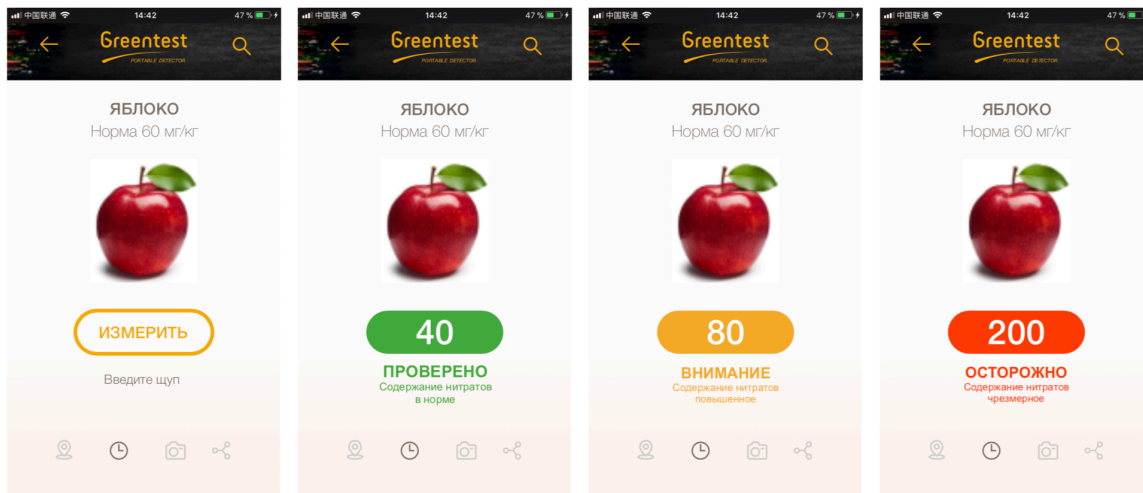 中国联通 14:42 47 %
Greentest
PORTABLE DETECTOR
ЯБЛОКО
Норма 60 мг/кг
ИЗМЕРИТЬ
Введите щуп
中国联通 14:42 47 %
Greentest
PORTABLE DETECTOR
ЯБЛОКО
Норма 60 мг/кг
40
ПРОВЕРЕНО
Содержание нитратов
в норме
中国联通 14:42 47 %
Greentest
PORTABLE DETECTOR
ЯБЛОКО
Норма 60 мг/кг
80
ВНИМАНИЕ
Содержание нитратов
повышенное
中国联通 14:42 47 %
Greentest
PORTABLE DETECTOR
ЯБЛОКО
Норма 60 мг/кг
200
ОСТОРОЖНО
Содержание нитратов
чрезмерное